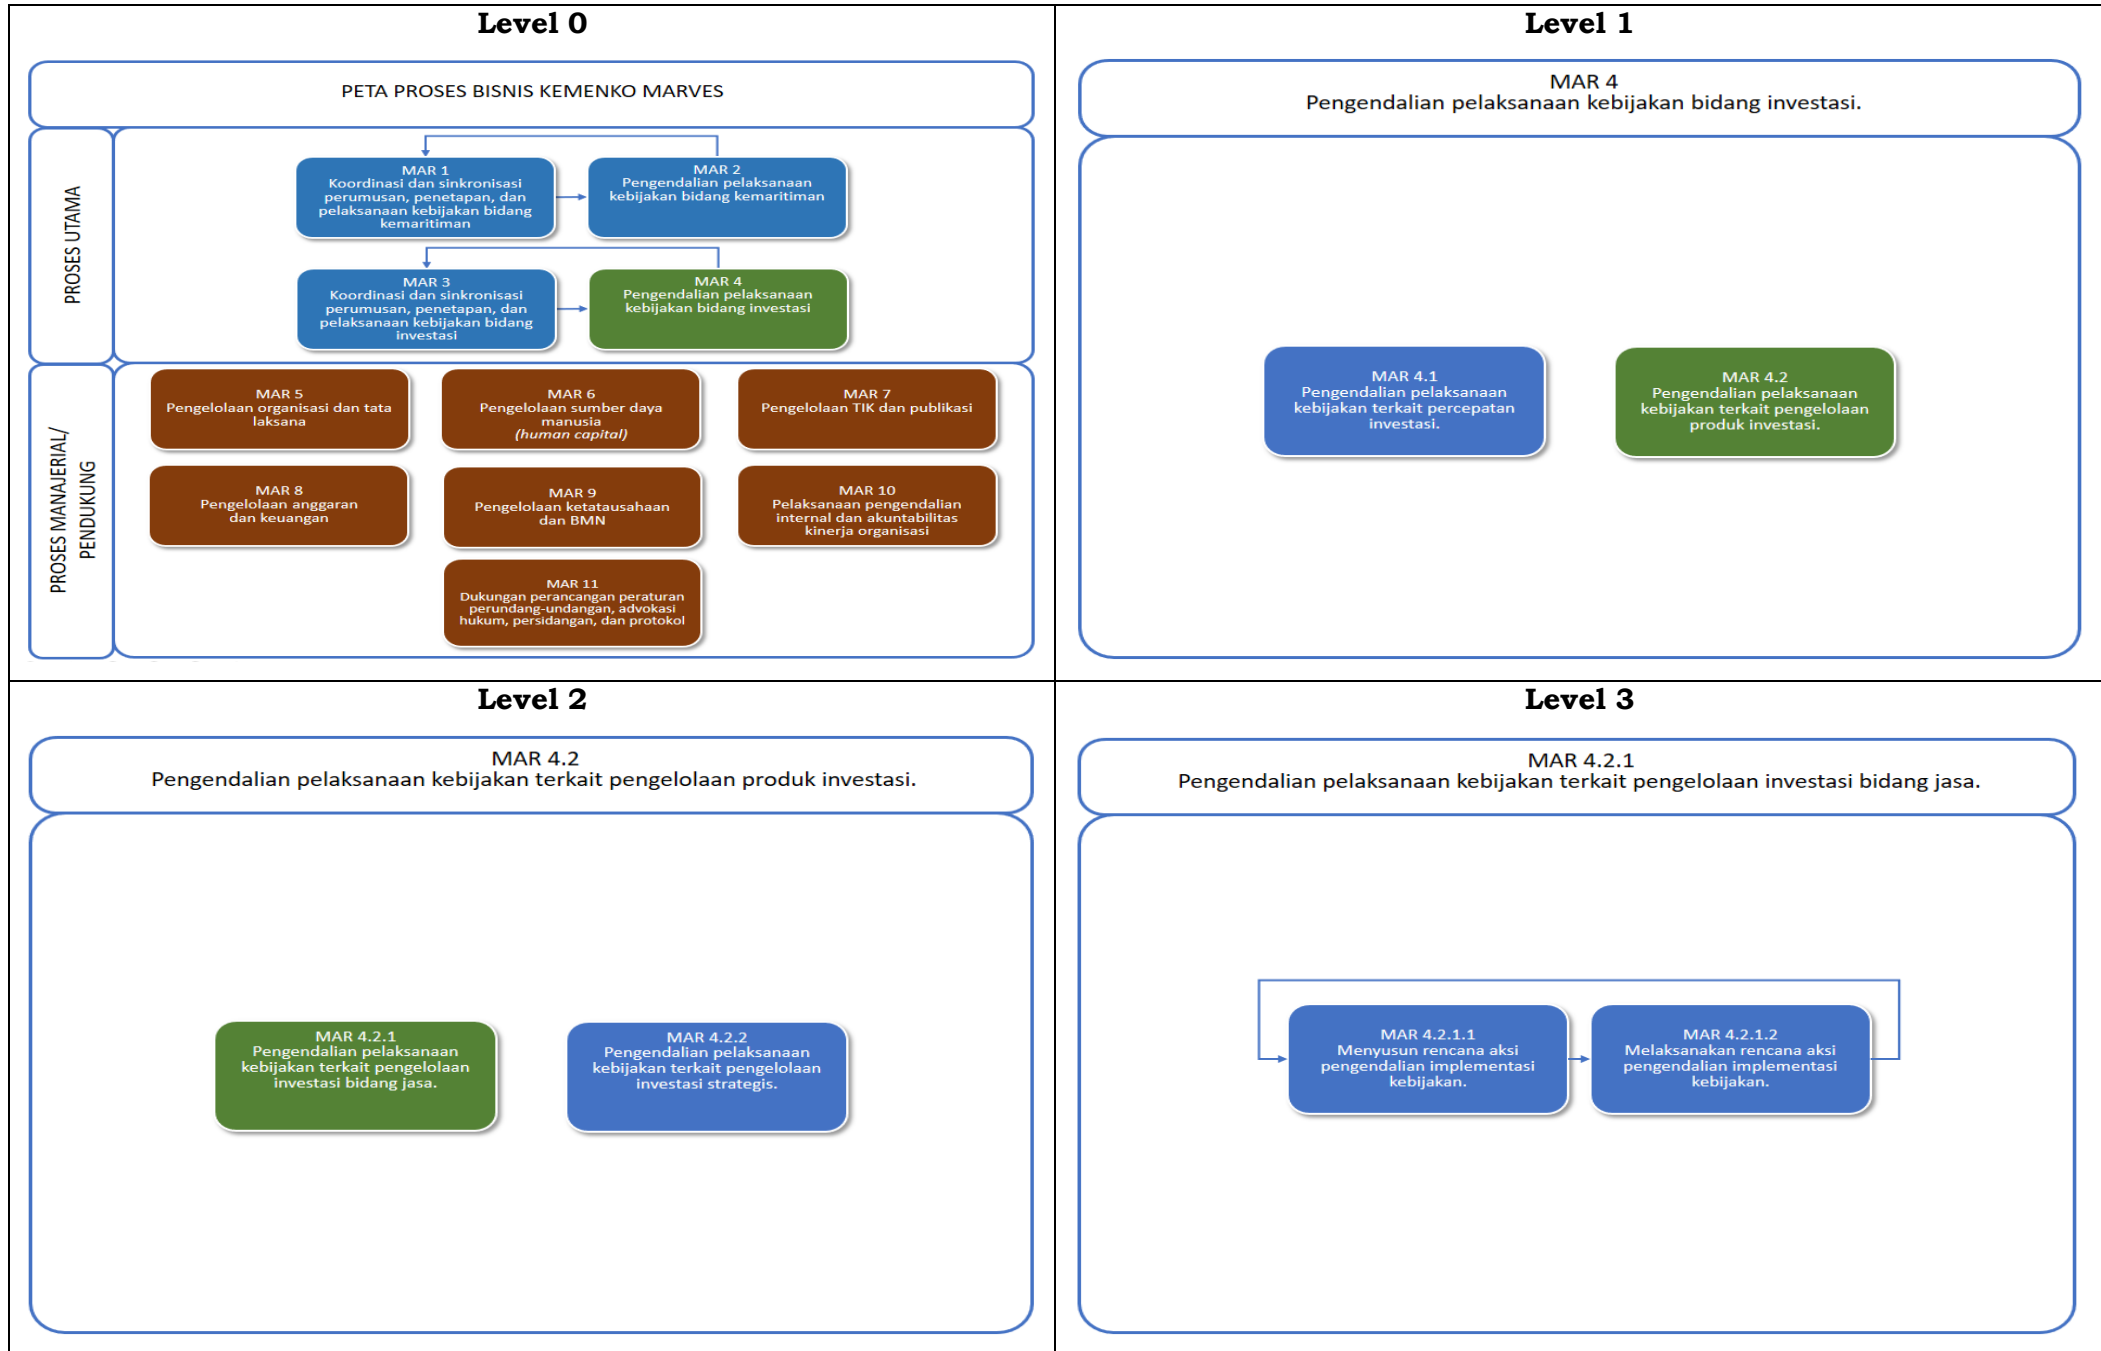 Level 0
PETA PROSES BISNIS KEMENKO MARVES
PROSES UTAMA
MAR 1
Koordinasi dan sinkronisasi
perumusan, penetapan, dan
pelaksanaan kebijakan bidang
kemaritiman
MAR 2
Pengendalian pelaksanaan
kebijakan bidang kemaritiman
MAR 3
Koordinasi dan sinkronisasi
perumusan, penetapan, dan
pelaksanaan kebijakan bidang
investasi
MAR 4
Pengendalian pelaksanaan
kebijakan bidang investasi
PROSES MANAJERIAL/
PENDUKUNG
MAR 5
Pengelolaan organisasi dan tata
laksana
MAR 6
Pengelolaan sumber daya
manusia
(human capital)
MAR 7
Pengelolaan TIK dan publikasi
MAR 8
Pengelolaan anggaran
dan keuangan
MAR 9
Pengelolaan ketatausahaan
dan BMN
MAR 10
Pelaksanaan pengendalian
internal dan akuntabilitas
kinerja organisasi
MAR 11
Dukungan perancangan peraturan
perundang-undangan, advokasi
hukum, persidangan, dan protokol
Level 1
MAR 4
Pengendalian pelaksanaan kebijakan bidang investasi.
MAR 4.1
Pengendalian pelaksanaan
kebijakan terkait percepatan
investasi.
MAR 4.2
Pengendalian pelaksanaan
kebijakan terkait pengelolaan
produk investasi.
Level 2
MAR 4.2
Pengendalian pelaksanaan kebijakan terkait pengelolaan produk investasi.
MAR 4.2.1
Pengendalian pelaksanaan
kebijakan terkait pengelolaan
investasi bidang jasa.
MAR 4.2.2
Pengendalian pelaksanaan
kebijakan terkait pengelolaan
investasi strategis.
Level 3
MAR 4.2.1
Pengendalian pelaksanaan kebijakan terkait pengelolaan investasi bidang jasa.
MAR 4.2.1.1
Menyusun rencana aksi
pengendalian implementasi
kebijakan.
MAR 4.2.1.2
Melaksanakan rencana aksi
pengendalian implementasi
kebijakan.